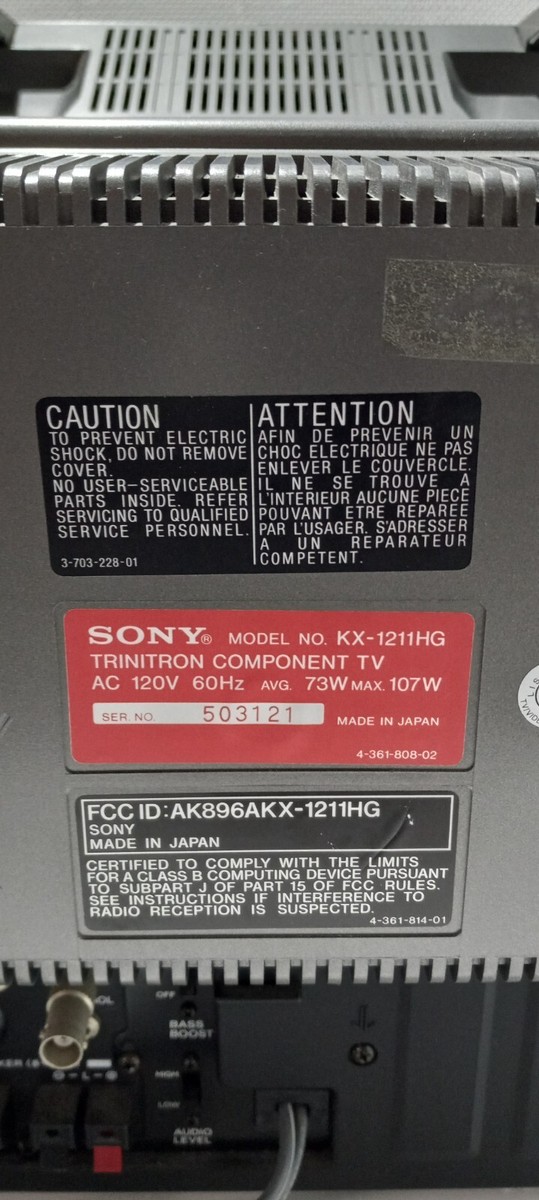 CAUTION
TO PREVENT ELECTRIC
SHOCK, DO NOT REMOVE
COVER.
NO USER-SERVICEABLE
PARTS INSIDE. REFER
SERVICING TO QUALIFIED
SERVICE PERSONNEL.
3-703-228-01
ATTENTION
AFIN DE PREVENIR UN
CHOC ELECTRIQUE NE PAS
ENLEVER LE COUVERCLE.
IL NE SE TROUVE A
L'INTERIEUR AUCUNE PIECE
POUVANT ETRE REPAREE
PAR L'USAGER. S'ADRESSER
A UN REPARATEUR
COMPETENT.
SONY® MODEL NO. KX-1211HG
TRINITRON COMPONENT TV
AC 120V 60Hz AVG. 73W MAX. 107W
SER. NO. 503121 MADE IN JAPAN
4-361-808-02
FCC ID: AK896AKX-1211HG
SONY
MADE IN JAPAN
CERTIFIED TO COMPLY WITH THE LIMITS
FOR A CLASS B COMPUTING DEVICE PURSUANT
TO SUBPART J OF PART 15 OF FCC RULES.
SEE INSTRUCTIONS IF INTERFERENCE TO
RADIO RECEPTION IS SUSPECTED.
4-361-814-01
OFF
BASS
BOOST
HIGH
LOW
AUDIO
LEVEL
L